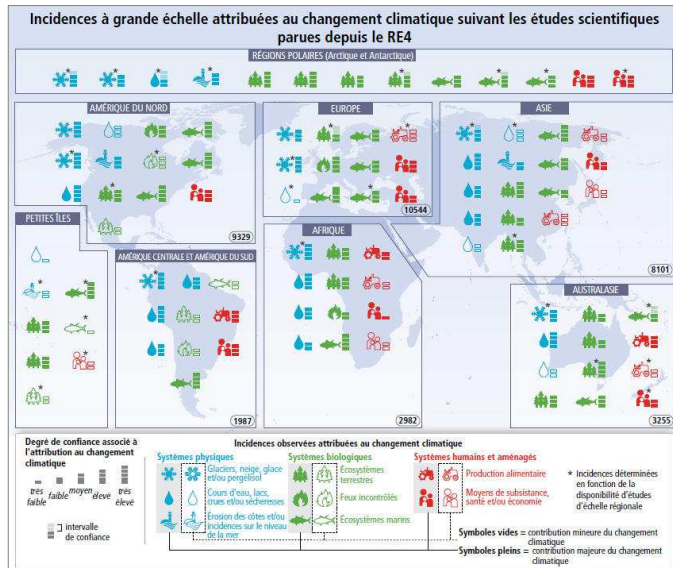 Incidences à grande échelle attribuées au changement climatique suivant les études scientifiques
parues depuis le RE4
RÉGIONS POLAIRES (Arctique et Antarctique)
AMÉRIQUE DU NORD
9329
EUROPE
10544
ASIE
8101
PETITES ÎLES
AMÉRIQUE CENTRALE ET AMÉRIQUE DU SUD
1987
AFRIQUE
2982
AUSTRALASIE
3255
Degré de confiance associé à
l'attribution au changement
climatique
très
faible
faible
moyen
élevé
très
élevé
intervalle
de confiance
Incidences observées attribuées au changement climatique
Systèmes physiques
Glaciers, neige, glace
et/ou pergélisol
Cours d'eau, lacs,
crues et/ou sécheresses
Érosion des côtes et/ou
incidences sur le niveau
de la mer
Systèmes biologiques
Écosystèmes
terrestres
Feux incontrôlés
Écosystèmes marins
Systèmes humains et aménagés
Production alimentaire
Moyens de subsistance,
santé et/ou économie
* Incidences déterminées
en fonction de la
disponibilité d'études
d'échelle régionale
Symboles vides = contribution mineure du changement
climatique
Symboles pleins = contribution majeure du changement
climatique